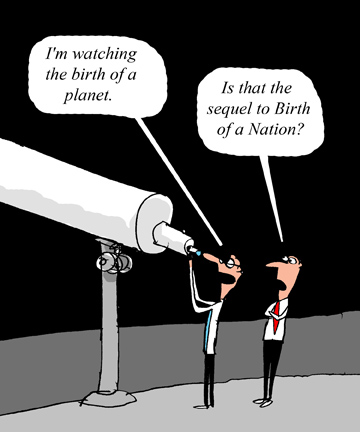 I'm watching
the birth of a
planet.
Is that the
sequel to Birth
of a Nation?